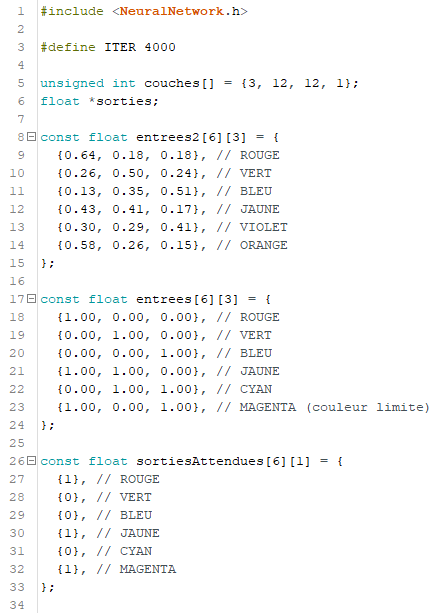 1 #include <NeuralNetwork.h>
2
3 #define ITER 4000
4
5 unsigned int couches[] = {3, 12, 12, 1};
6 float *sorties;
7
8 const float entrees2[6][3] = {
9 {0.64, 0.18, 0.18}, // ROUGE
10 {0.26, 0.50, 0.24}, // VERT
11 {0.13, 0.35, 0.51}, // BLEU
12 {0.43, 0.41, 0.17}, // JAUNE
13 {0.30, 0.29, 0.41}, // VIOLET
14 {0.58, 0.26, 0.15}, // ORANGE
15 };
16
17 const float entrees[6][3] = {
18 {1.00, 0.00, 0.00}, // ROUGE
19 {0.00, 1.00, 0.00}, // VERT
20 {0.00, 0.00, 1.00}, // BLEU
21 {1.00, 1.00, 0.00}, // JAUNE
22 {0.00, 1.00, 1.00}, // CYAN
23 {1.00, 0.00, 1.00}, // MAGENTA (couleur limite)
24 };
25
26 const float sortiesAttendues[6][1] = {
27 {1}, // ROUGE
28 {0}, // VERT
29 {0}, // BLEU
30 {1}, // JAUNE
31 {0}, // CYAN
32 {1}, // MAGENTA
33 };
34